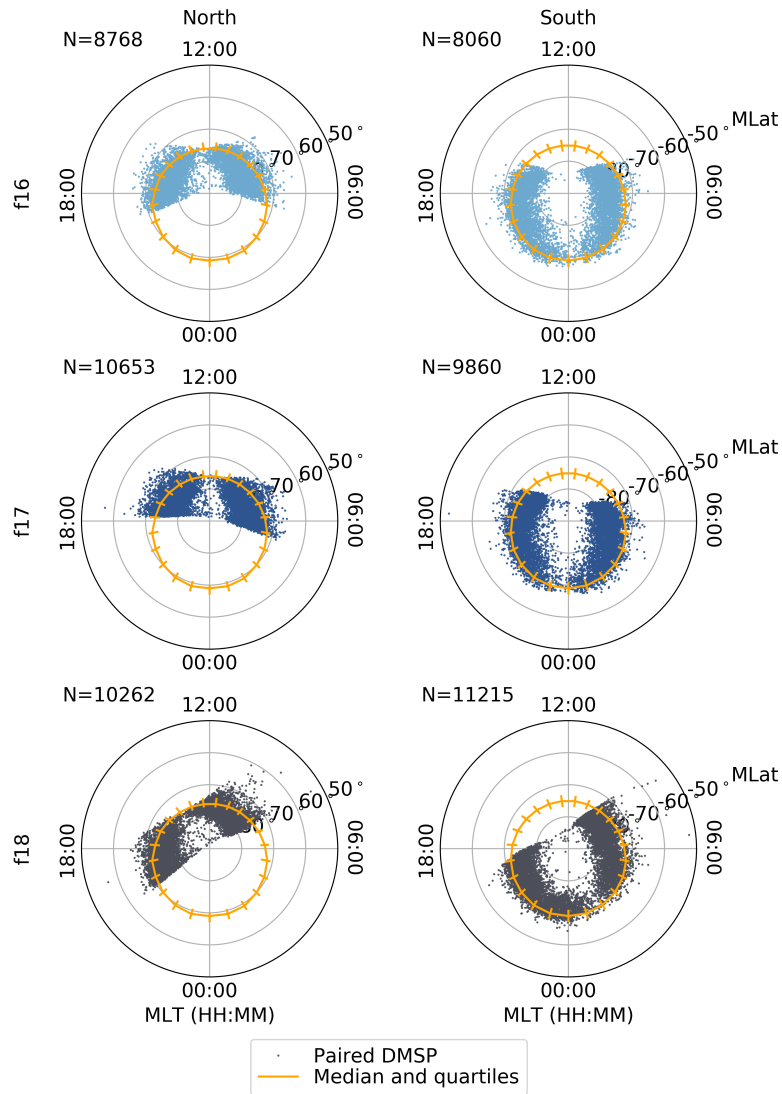 North South
N=8768 N=8060
12:00 12:00
MLat
50° -50°
60° -60°
70° -70°
f16
18:00 06:00 18:00 06:00
00:00 00:00
N=10653 N=9860
12:00 12:00
MLat
50° -50°
60° -60°
70° -70°
-80°
f17
18:00 06:00 18:00 06:00
00:00 00:00
N=10262 N=11215
12:00 12:00
MLat
50° -50°
60° -60°
70° -70°
f18
18:00 06:00 18:00 06:00
00:00 00:00
MLT (HH:MM) MLT (HH:MM)
Paired DMSP
Median and quartiles